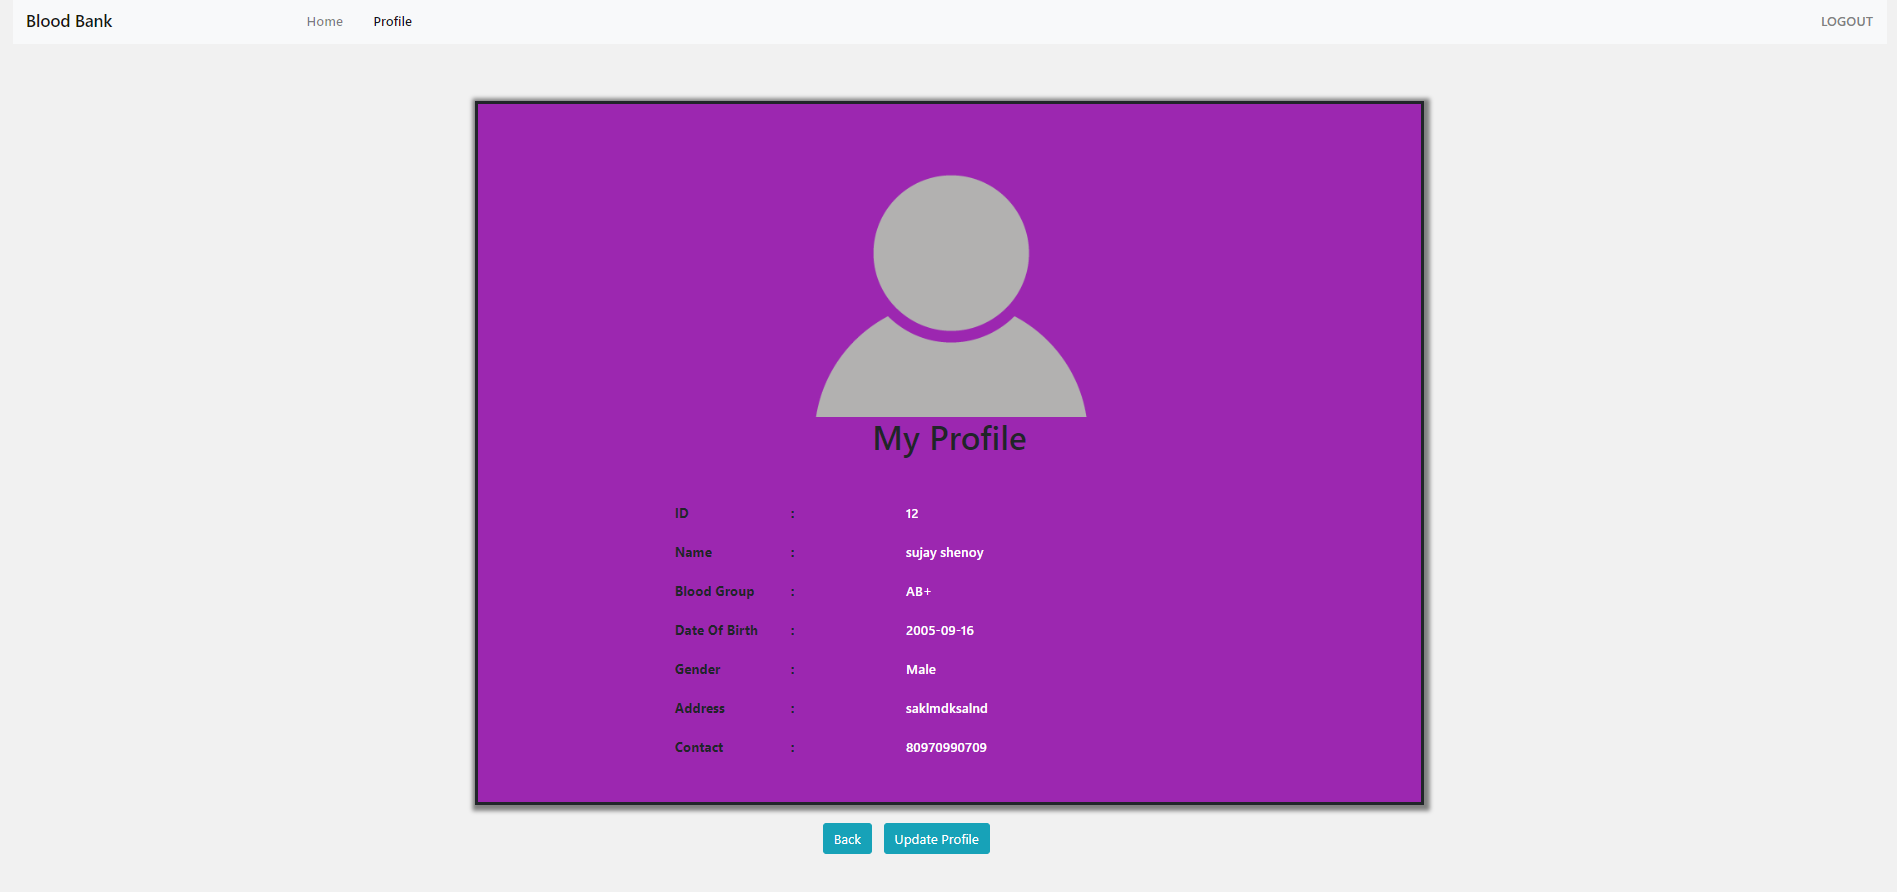 Blood Bank Home Profile LOGOUT
My Profile
ID : 12
Name : sujay shenoy
Blood Group : AB+
Date Of Birth : 2005-09-16
Gender : Male
Address : saklmdksalnd
Contact : 80970990709
Back Update Profile